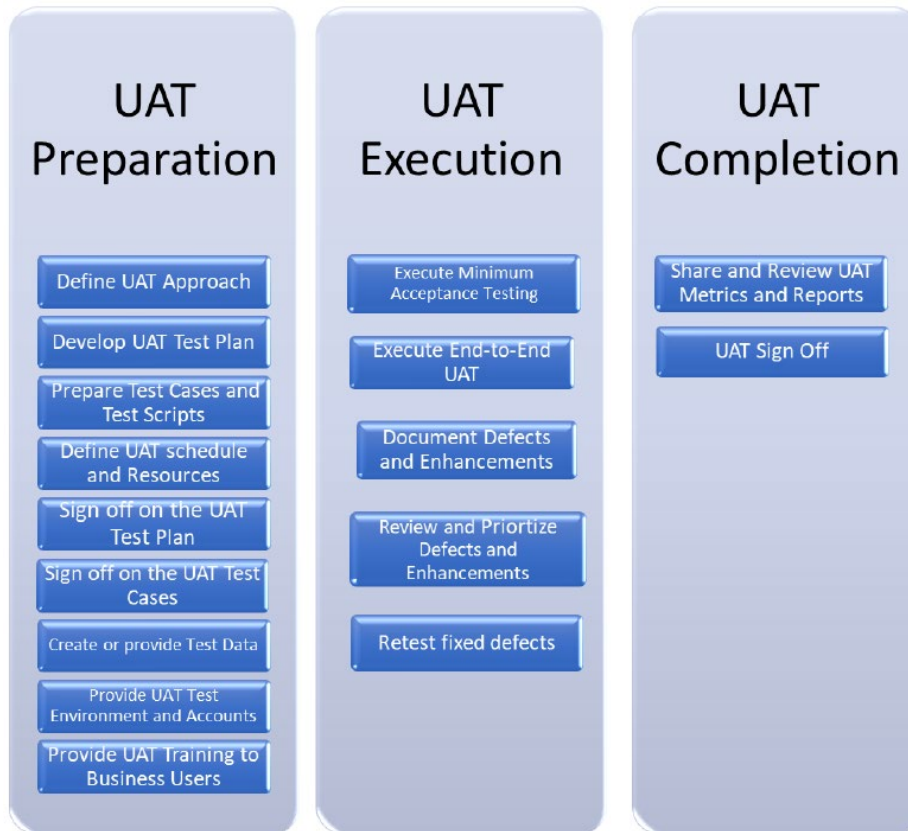 UAT
Preparation
Define UAT Approach
Develop UAT Test Plan
Prepare Test Cases and
Test Scripts
Define UAT schedule
and Resources
Sign off on the UAT
Test Plan
Sign off on the UAT Test
Cases
Create or provide Test Data
Provide UAT Test
Environment and Accounts
Provide UAT Training to
Business Users
UAT
Execution
Execute Minimum
Acceptance Testing
Execute End-to-End
UAT
Document Defects
and Enhancements
Review and Priortize
Defects and
Enhancements
Retest fixed defects
UAT
Completion
Share and Review UAT
Metrics and Reports
UAT Sign Off